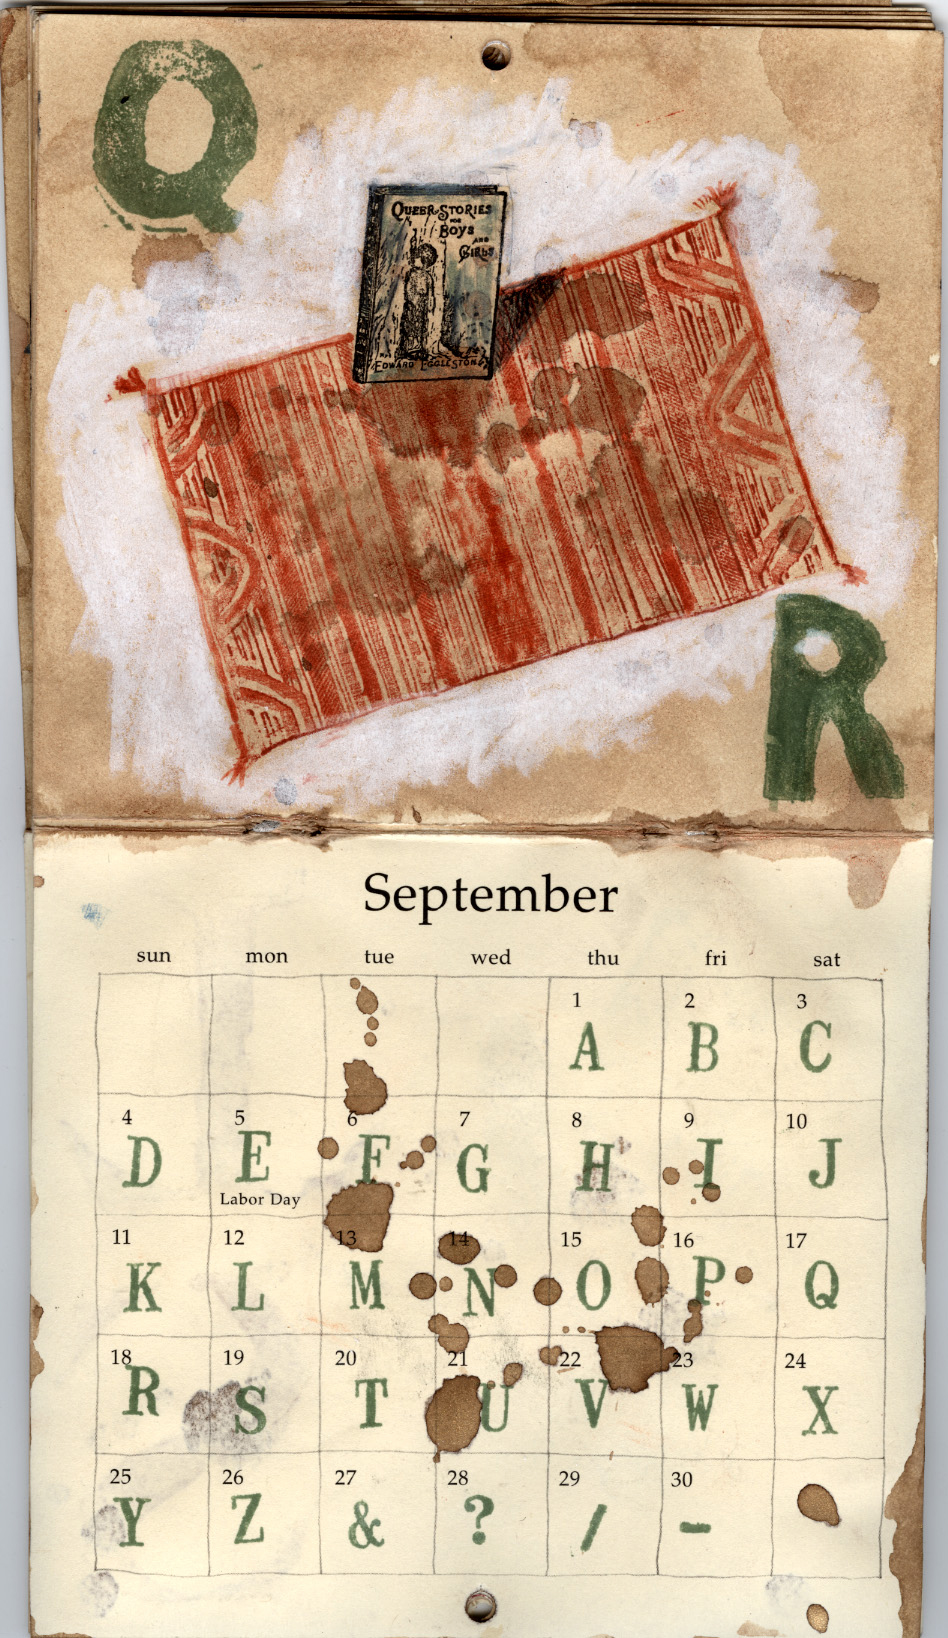 Q
QUEER STORIES
FOR
BOYS
AND
GIRLS
EDWARD EGGLESTON
R
September
sun mon tue wed thu fri sat
1 2 3
A B C
4 5 6 7 8 9 10
D E F G H I J
Labor Day
11 12 13 14 15 16 17
K L M N O P Q
18 19 20 21 22 23 24
R S T U V W X
25 26 27 28 29 30
Y Z & ? / -